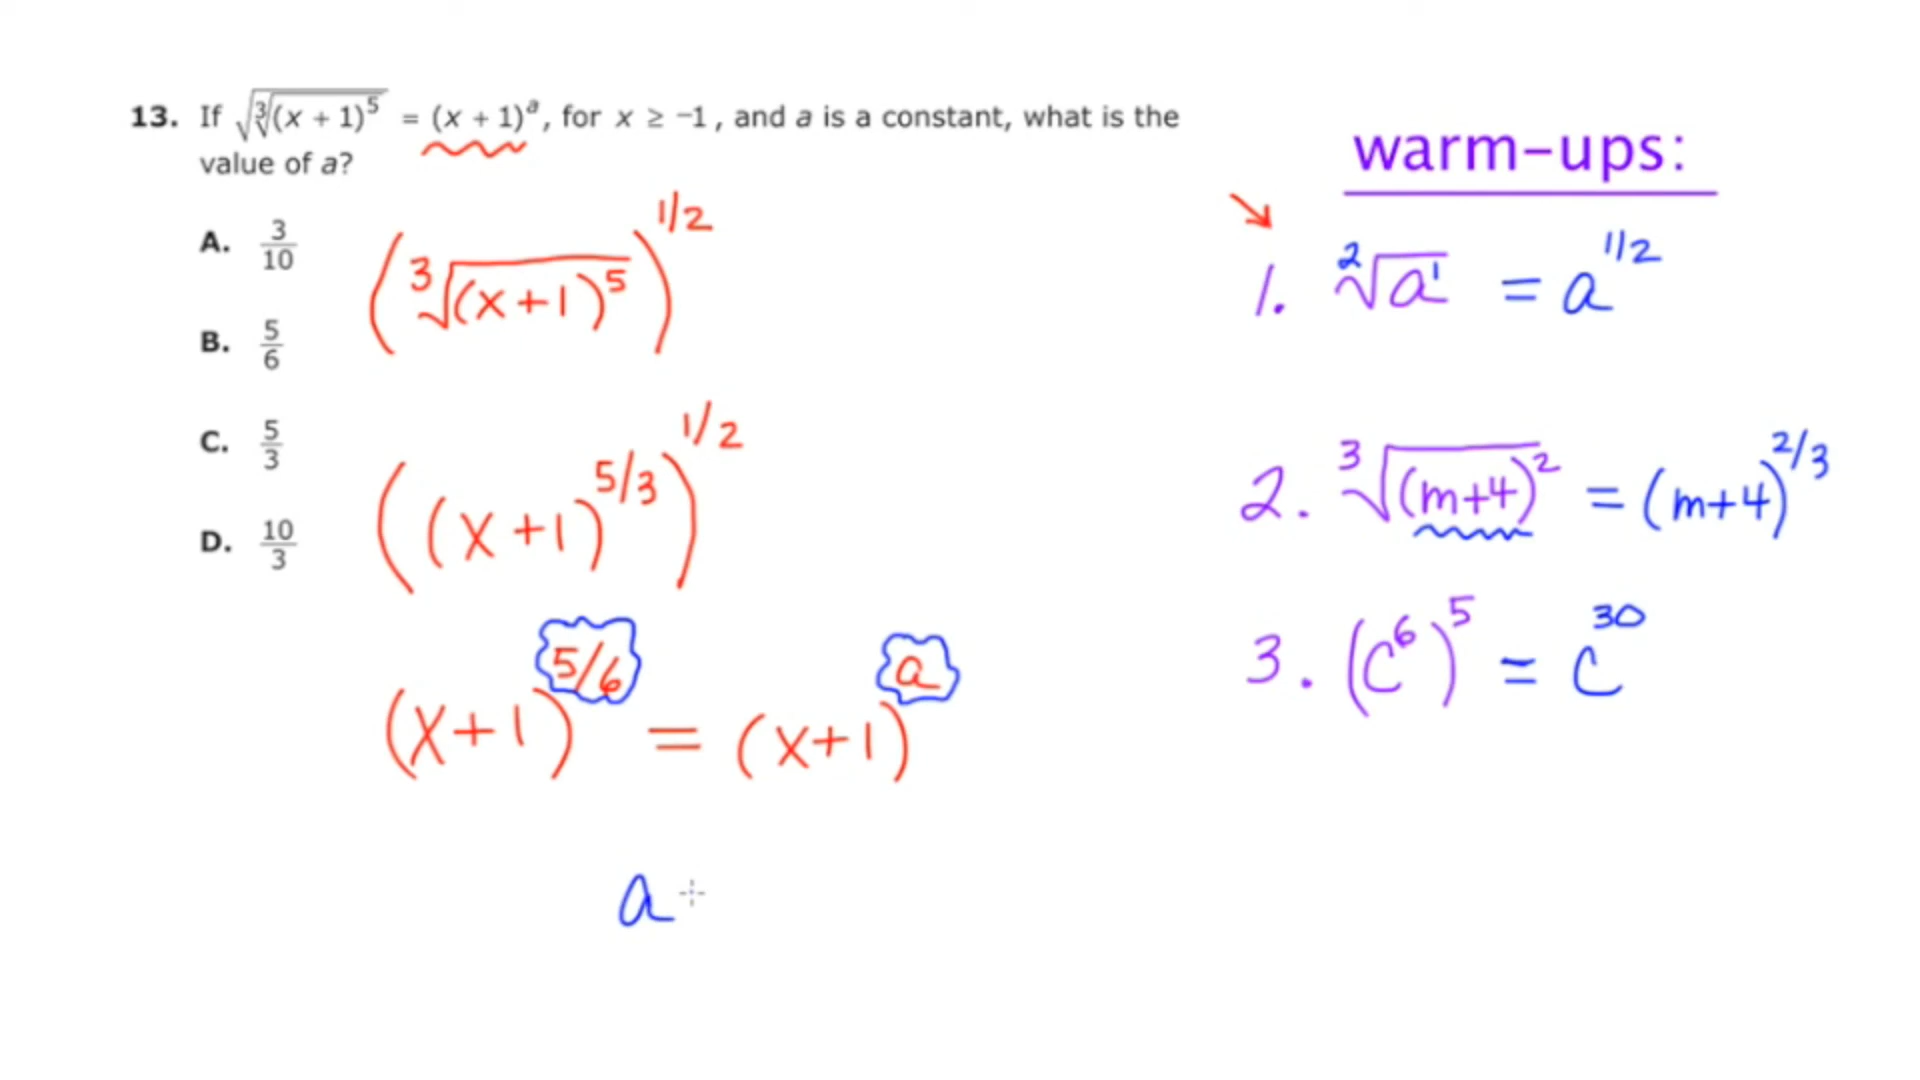 13. If √(∛(x + 1)⁵) = (x + 1)ᵃ, for x ≥ −1, and a is a constant, what is the
value of a?
A. 3/10
B. 5/6
C. 5/3
D. 10/3
(∛(x+1)⁵)^1/2
((x+1)^5/3)^1/2
(x+1)^5/6 = (x+1)^a
a
warm-ups:
1. ²√a¹ = a^1/2
2. ³√(m+4)² = (m+4)^2/3
3. (c⁶)⁵ = c³⁰